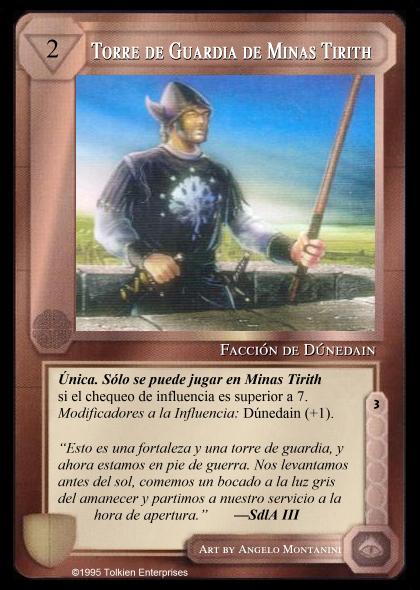 2
TORRE DE GUARDIA DE MINAS TIRITH
FACCIÓN DE DÚNEDAIN
Única. Sólo se puede jugar en Minas Tirith
si el chequeo de influencia es superior a 7.
Modificadores a la Influencia: Dúnedain (+1).
3
“Esto es una fortaleza y una torre de guardia, y
ahora estamos en pie de guerra. Nos levantamos
antes del sol, comemos un bocado a la luz gris
del amanecer y partimos a nuestro servicio a la
hora de apertura.” —SdlA III
ART BY ANGELO MONTANINI
©1995 Tolkien Enterprises